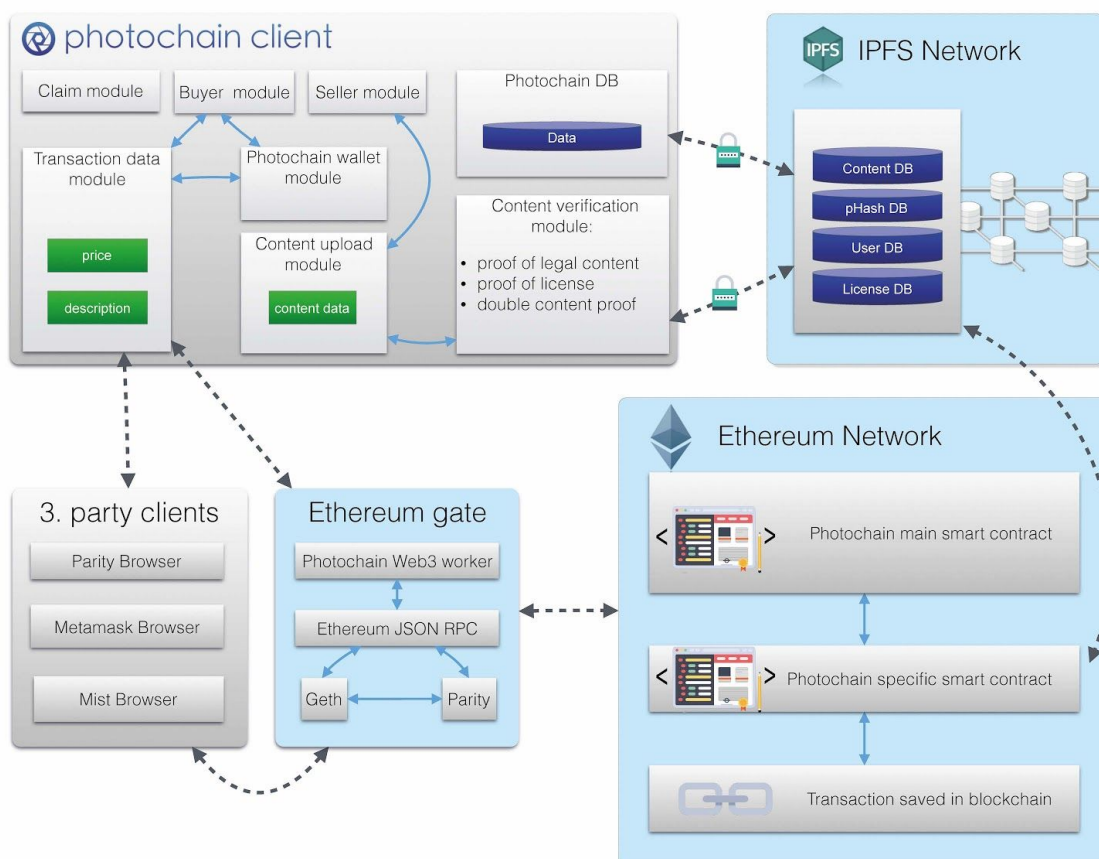 photochain client
Claim module
Buyer module
Seller module
Transaction data
module
price
description
Photochain wallet
module
Content upload
module
content data
Photochain DB
Data
Content verification
module:
• proof of legal content
• proof of license
• double content proof
IPFS
IPFS Network
Content DB
pHash DB
User DB
License DB
3. party clients
Parity Browser
Metamask Browser
Mist Browser
Ethereum gate
Photochain Web3 worker
Ethereum JSON RPC
Geth
Parity
Ethereum Network
< > Photochain main smart contract
< > Photochain specific smart contract
Transaction saved in blockchain